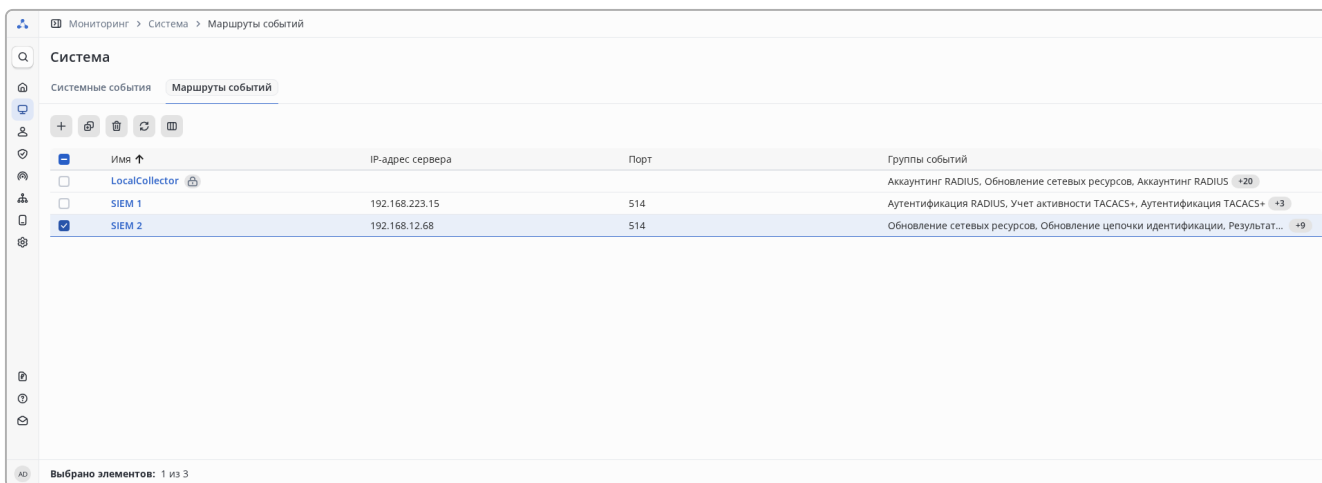 Мониторинг > Система > Маршруты событий
Система
Системные события Маршруты событий
Имя IP-адрес сервера Порт Группы событий
LocalCollector Аккаунтинг RADIUS, Обновление сетевых ресурсов, Аккаунтинг RADIUS +20
SIEM 1 192.168.223.15 514 Аутентификация RADIUS, Учет активности TACACS+, Аутентификация TACACS+ +3
SIEM 2 192.168.12.68 514 Обновление сетевых ресурсов, Обновление цепочки идентификации, Результат... +9
AD Выбрано элементов: 1 из 3